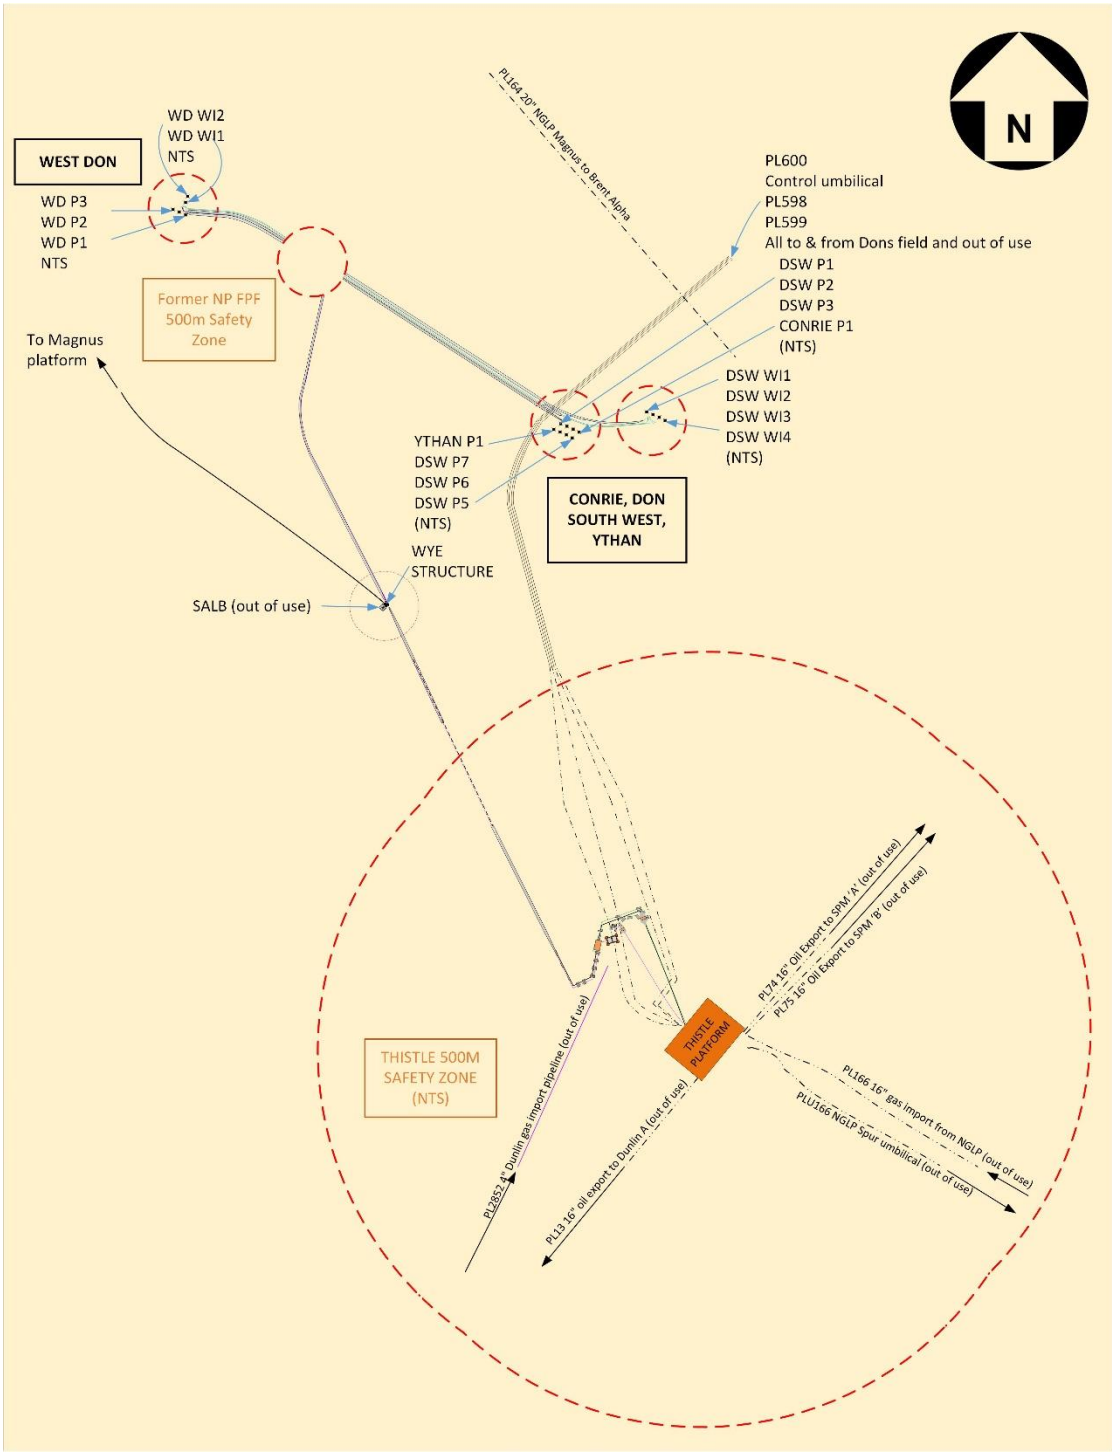 N
PL164 20" NGLP Magnus to Brent Alpha
WD WI2
WD WI1
NTS
WEST DON
WD P3
WD P2
WD P1
NTS
PL600
Control umbilical
PL598
PL599
All to & from Dons field and out of use
DSW P1
DSW P2
DSW P3
CONRIE P1
(NTS)
Former NP FPF
500m Safety
Zone
To Magnus
platform
DSW WI1
DSW WI2
DSW WI3
DSW WI4
(NTS)
YTHAN P1
DSW P7
DSW P6
DSW P5
(NTS)
CONRIE, DON
SOUTH WEST,
YTHAN
WYE
STRUCTURE
SALB (out of use)
PL74 16" Oil Export to SPM 'A' (out of use)
PL75 16" Oil Export to SPM 'B' (out of use)
THISTLE
PLATFORM
THISTLE 500M
SAFETY ZONE
(NTS)
PL2852 4" Dunlin gas import pipeline (out of use)
PL13 16" oil export to Dunlin A (out of use)
PL166 16" gas import from NGLP (out of use)
PLU166 NGLP Spur umbilical (out of use)